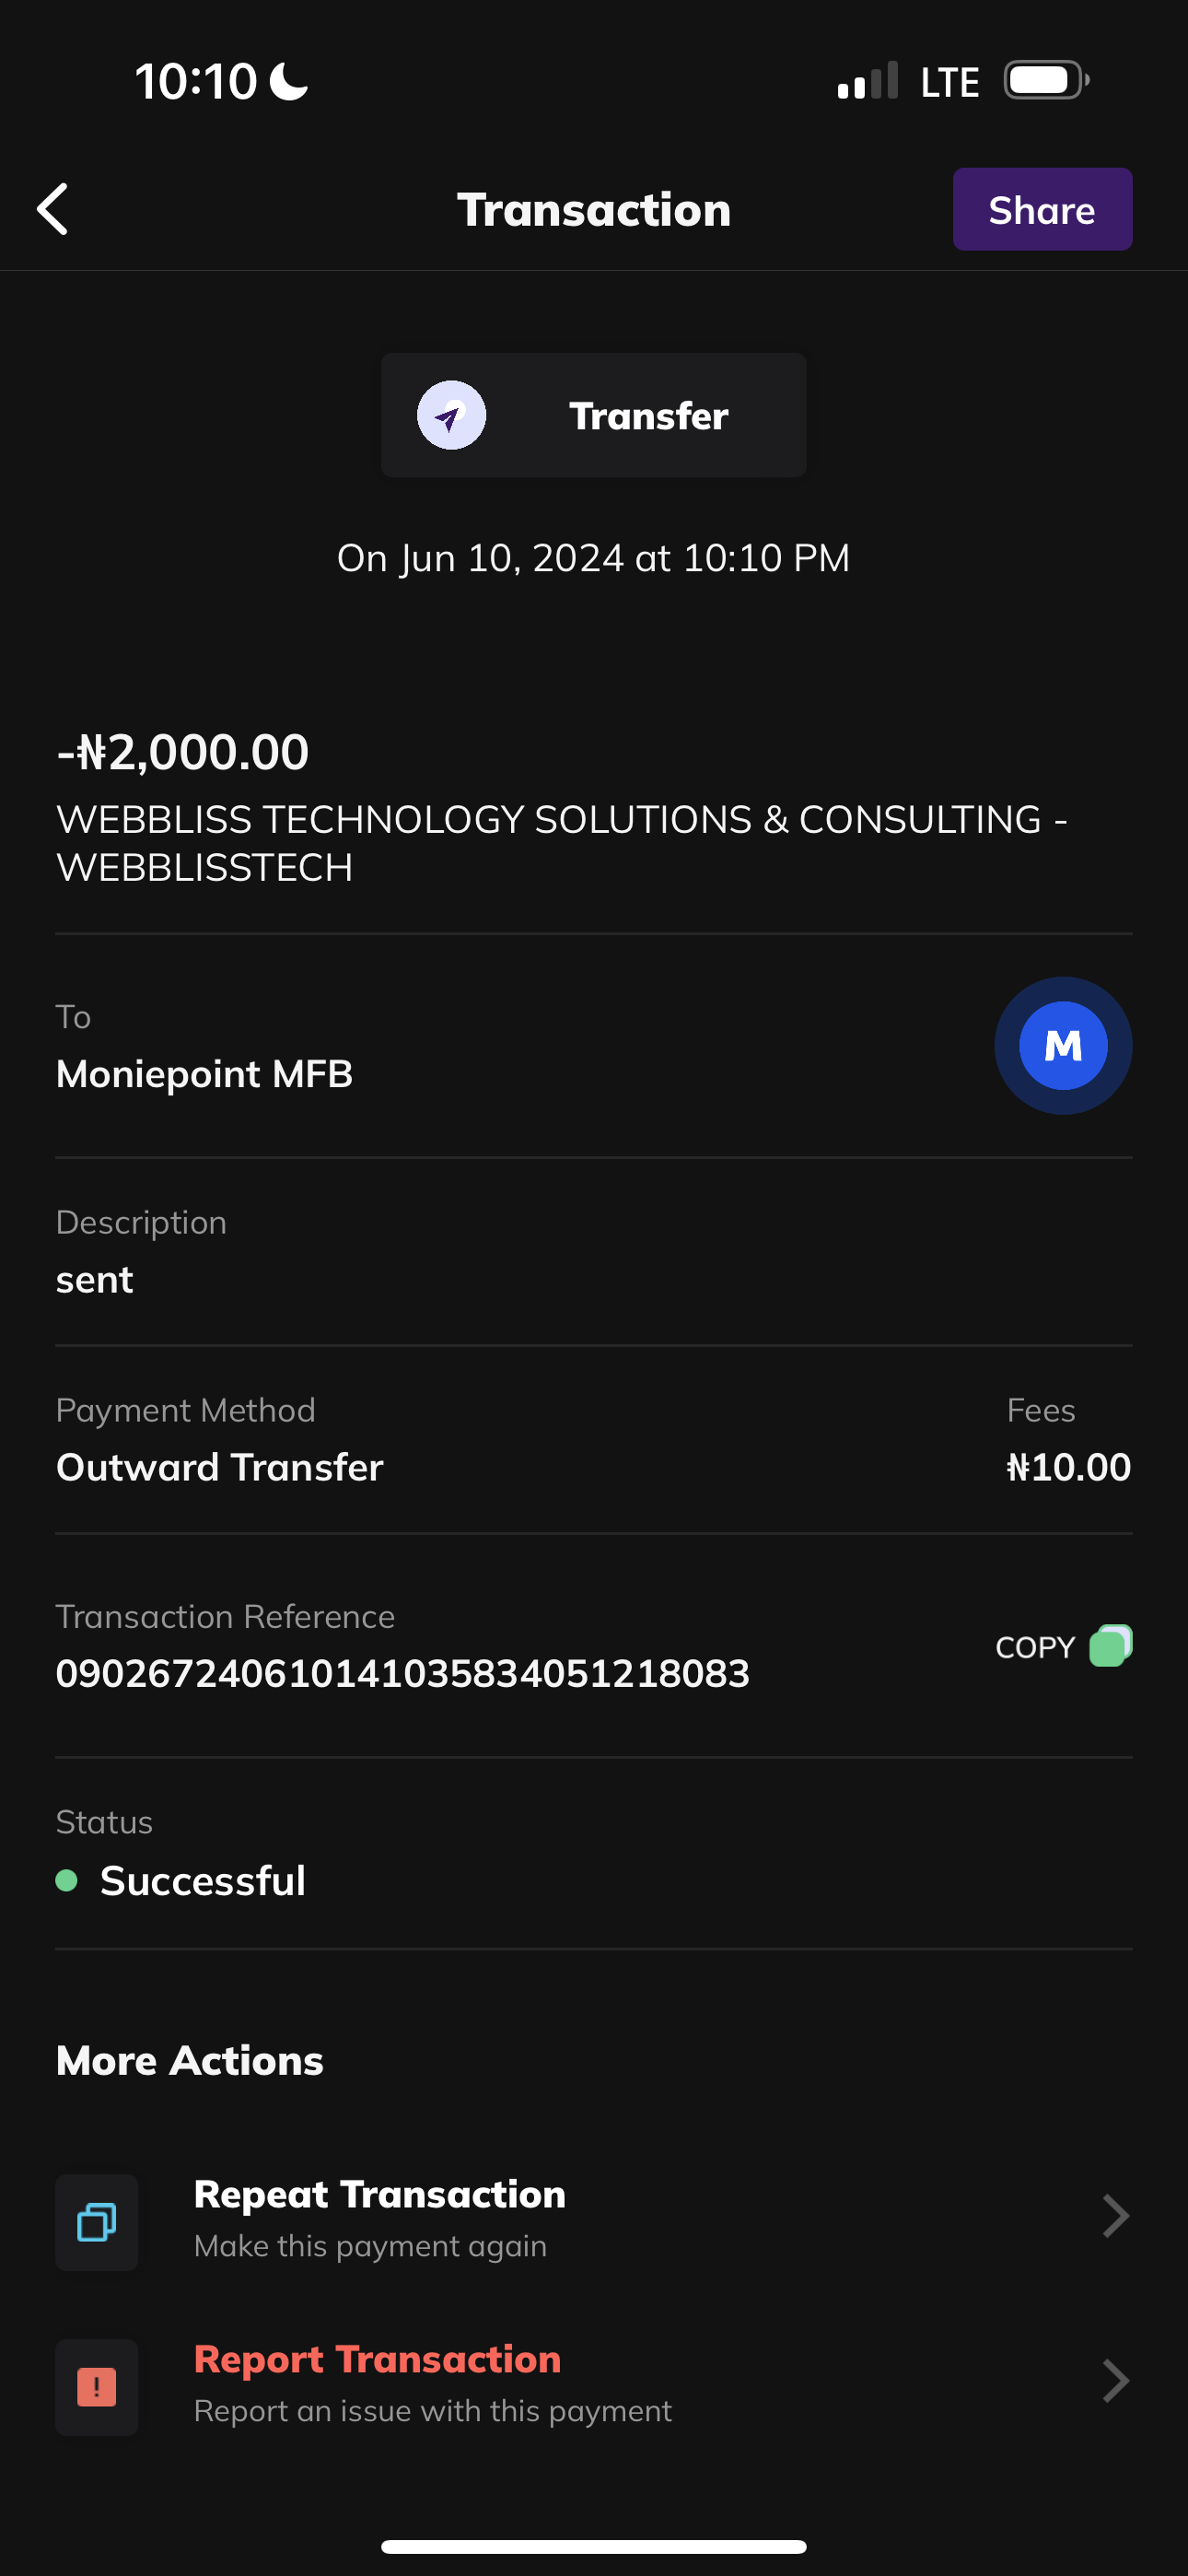 10:10
LTE
Transaction
Share
Transfer
On Jun 10, 2024 at 10:10 PM
-₦2,000.00
WEBBLISS TECHNOLOGY SOLUTIONS & CONSULTING -
WEBBLISSTECH
To
Moniepoint MFB
M
Description
sent
Payment Method
Fees
Outward Transfer
₦10.00
Transaction Reference
090267240610141035834051218083
COPY
Status
Successful
More Actions
Repeat Transaction
Make this payment again
Report Transaction
Report an issue with this payment